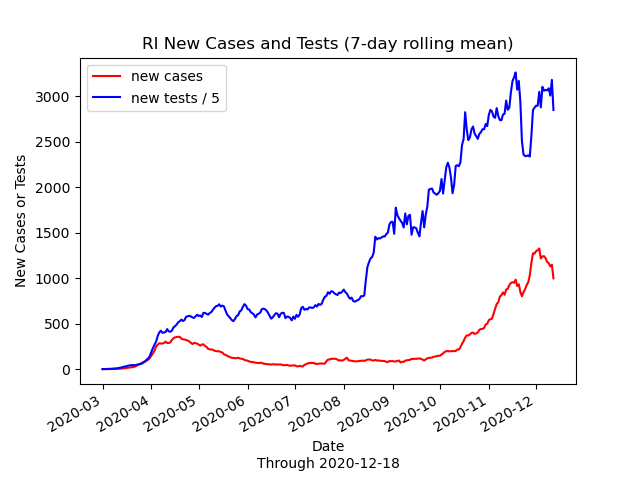 RI New Cases and Tests (7-day rolling mean)
new cases
new tests / 5
New Cases or Tests
3000
2500
2000
1500
1000
500
0
2020-03
2020-04
2020-05
2020-06
2020-07
2020-08
2020-09
2020-10
2020-11
2020-12
Date
Through 2020-12-18